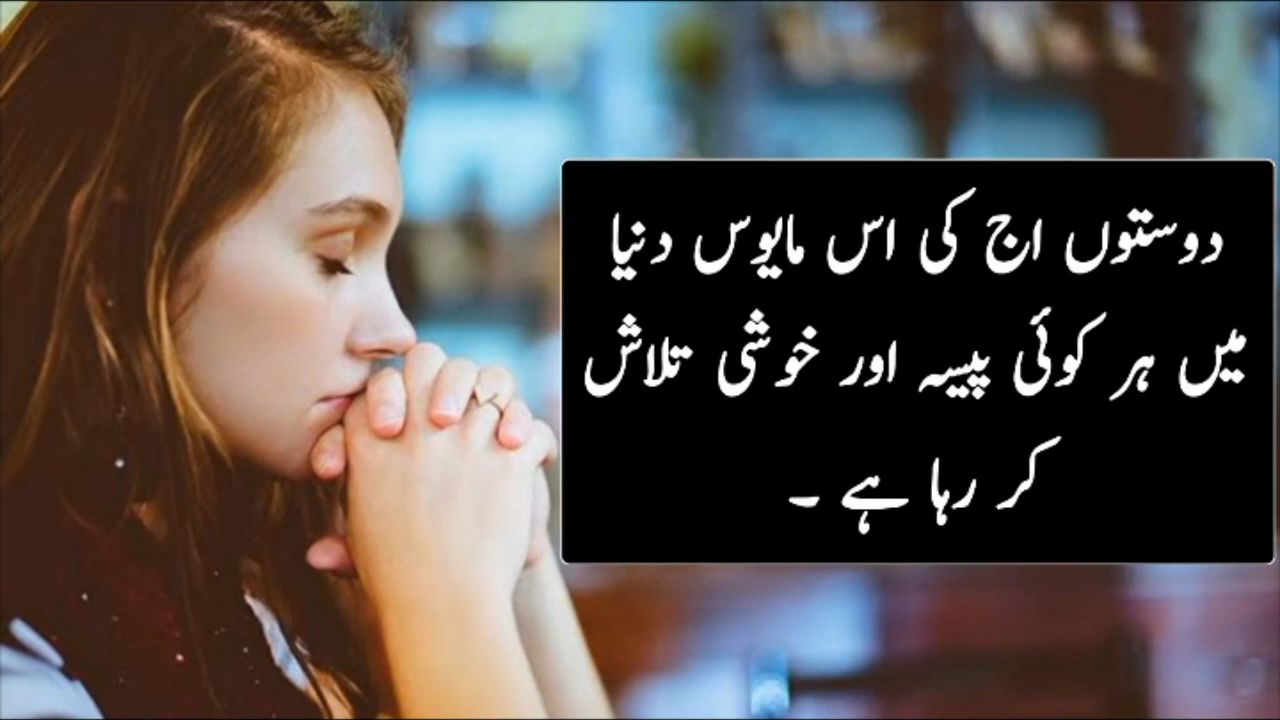 دوستوں اج کی اس مایوس دنیا
میں ہر کوئی پیسہ اور خوشی تلاش
کر رہا ہے ۔